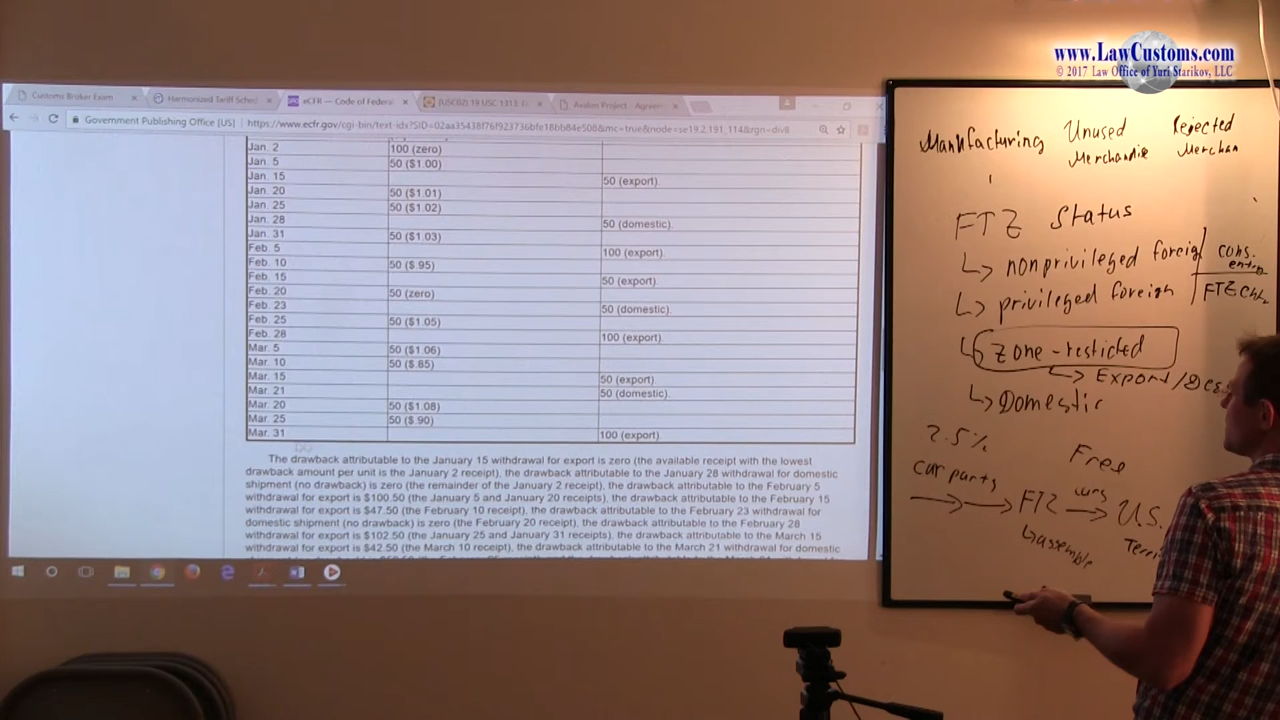 www.LawCustoms.com
© 2017 Law Office of Yuri Starikov, LLC
Customs Broker Exam
Harmonized Tariff Sched
eCFR — Code of Federal
[USC02] 19 USC 1313: D
Avalon Project - Agreem
Government Publishing Office [US]
https://www.ecfr.gov/cgi-bin/text-idx?SID=02aa35438f76f923736bfe18bb84e508&mc=true&node=se19.2.191_114&rgn=div8
Jan. 2 100 (zero)
Jan. 5 50 ($1.00)
Jan. 15 50 (export).
Jan. 20 50 ($1.01)
Jan. 25 50 ($1.02)
Jan. 28 50 (domestic).
Jan. 31 50 ($1.03)
Feb. 5 100 (export).
Feb. 10 50 ($.95)
Feb. 15 50 (export).
Feb. 20 50 (zero)
Feb. 23 50 (domestic).
Feb. 25 50 ($1.05)
Feb. 28 100 (export).
Mar. 5 50 ($1.06)
Mar. 10 50 ($.85)
Mar. 15 50 (export).
Mar. 21 50 (domestic).
Mar. 20 50 ($1.08)
Mar. 25 50 ($.90)
Mar. 31 100 (export).
The drawback attributable to the January 15 withdrawal for export is zero (the available receipt with the lowest
drawback amount per unit is the January 2 receipt), the drawback attributable to the January 28 withdrawal for domestic
shipment (no drawback) is zero (the remainder of the January 2 receipt), the drawback attributable to the February 5
withdrawal for export is $100.50 (the January 5 and January 20 receipts), the drawback attributable to the February 15
withdrawal for export is $47.50 (the February 10 receipt), the drawback attributable to the February 23 withdrawal for
domestic shipment (no drawback) is zero (the February 20 receipt), the drawback attributable to the February 28
withdrawal for export is $102.50 (the January 25 and January 31 receipts), the drawback attributable to the March 15
withdrawal for export is $42.50 (the March 10 receipt), the drawback attributable to the March 21 withdrawal for domestic
Manufacturing Unused Rejected
Merchandise Merchan
FTZ Status
nonprivileged foreign cons.
entry
privileged foreign FTZ
zone-resticted
Export/Des
Domestic
2.5% Free
car parts
FTZ U.S.
assemble Terri